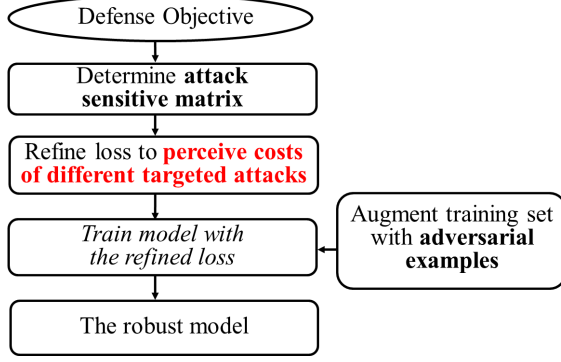 Defense Objective
Determine attack
sensitive matrix
Refine loss to perceive costs
of different targeted attacks
Train model with
the refined loss
Augment training set
with adversarial
examples
The robust model